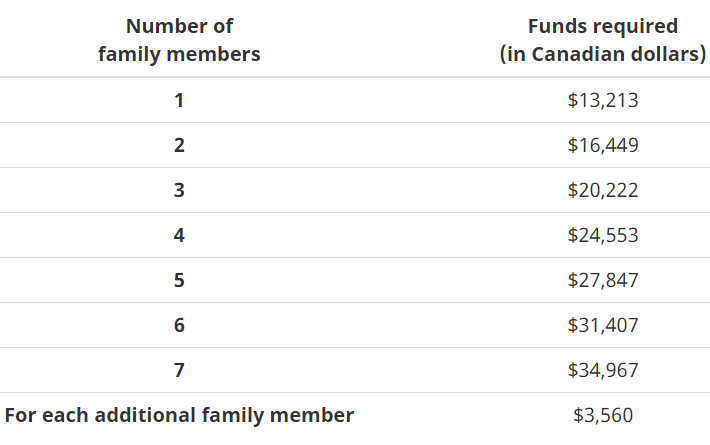 Number of Funds required
family members (in Canadian dollars)
1 $13,213
2 $16,449
3 $20,222
4 $24,553
5 $27,847
6 $31,407
7 $34,967
For each additional family member $3,560